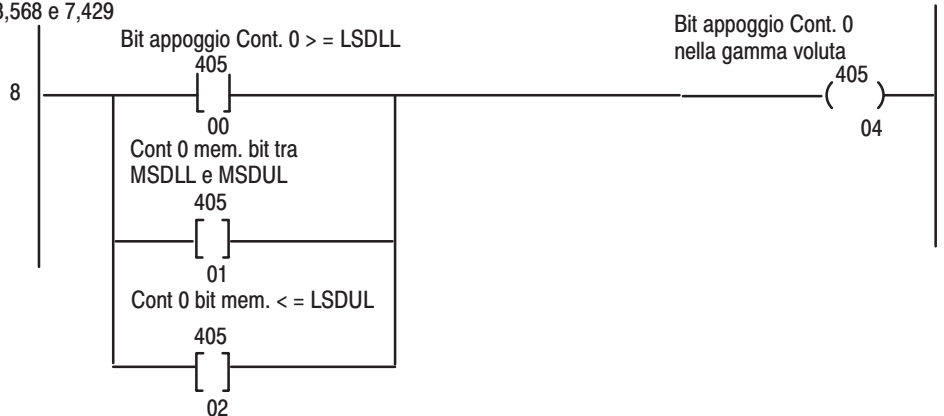 3,568 e 7,429
Bit appoggio Cont. 0 > = LSDLL
405
00
Bit appoggio Cont. 0
nella gamma voluta
405
04
8
Cont 0 mem. bit tra
MSDLL e MSDUL
405
01
Cont 0 bit mem. < = LSDUL
405
02